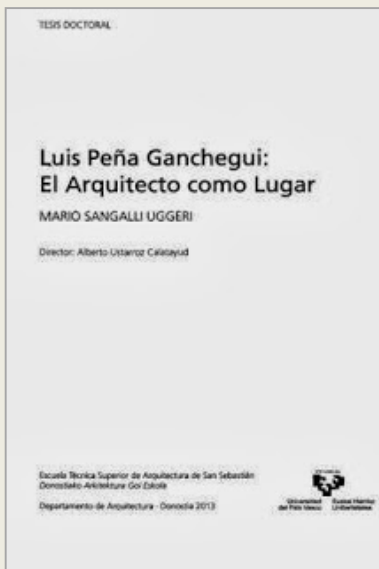 TESIS DOCTORAL
Luis Peña Ganchegui:
El Arquitecto como Lugar
MARIO SANGALLI UGGERI
Director: Alberto Ustarroz Calatayud
Escuela Técnica Superior de Arquitectura de San Sebastián
Donostiako Arkitektura Goi Eskola
Departamento de Arquitectura - Donostia 2013
Universidad Euskal Herriko
del País Vasco Unibertsitatea